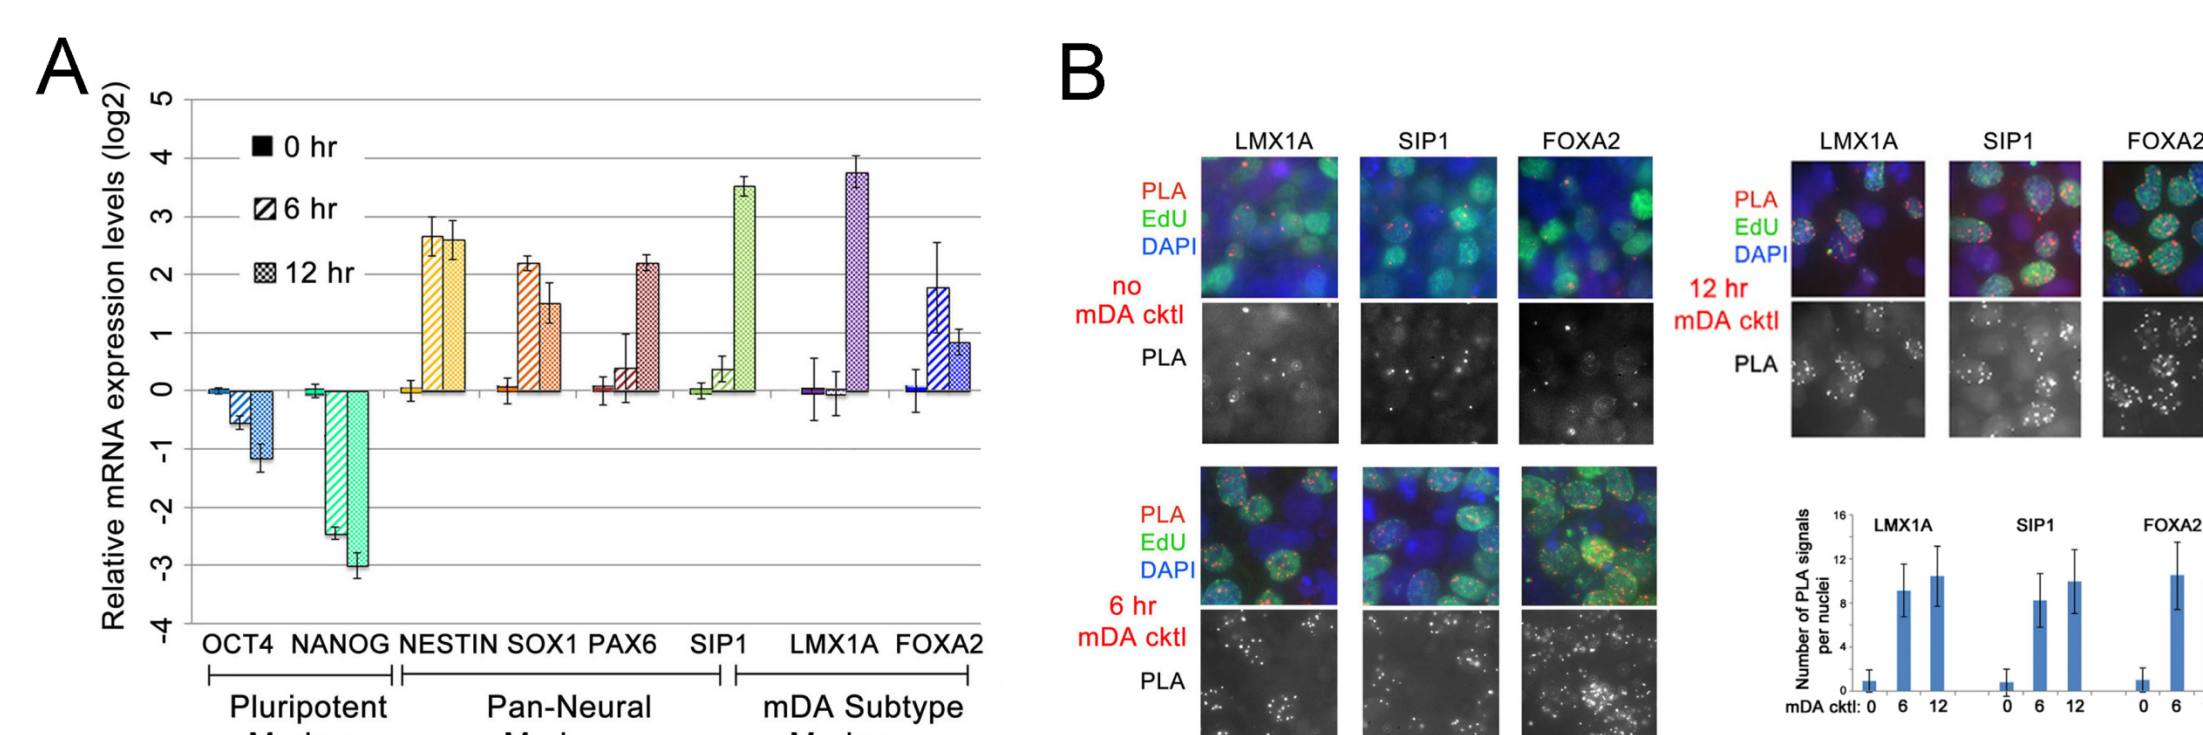 A
Relative mRNA expression levels (log2)
5
4
3
2
1
0
-1
-2
-3
-4
0 hr
6 hr
12 hr
OCT4 NANOG NESTIN SOX1 PAX6 SIP1 LMX1A FOXA2
Pluripotent Pan-Neural mDA Subtype
B
LMX1A SIP1 FOXA2
PLA
EdU
DAPI
no
mDA cktl
PLA
PLA
EdU
DAPI
6 hr
mDA cktl
PLA
LMX1A SIP1 FOXA2
PLA
EdU
DAPI
12 hr
mDA cktl
PLA
Number of PLA signals
per nuclei
16
12
8
4
0
LMX1A SIP1 FOXA2
mDA cktl: 0 6 12 0 6 12 0 6